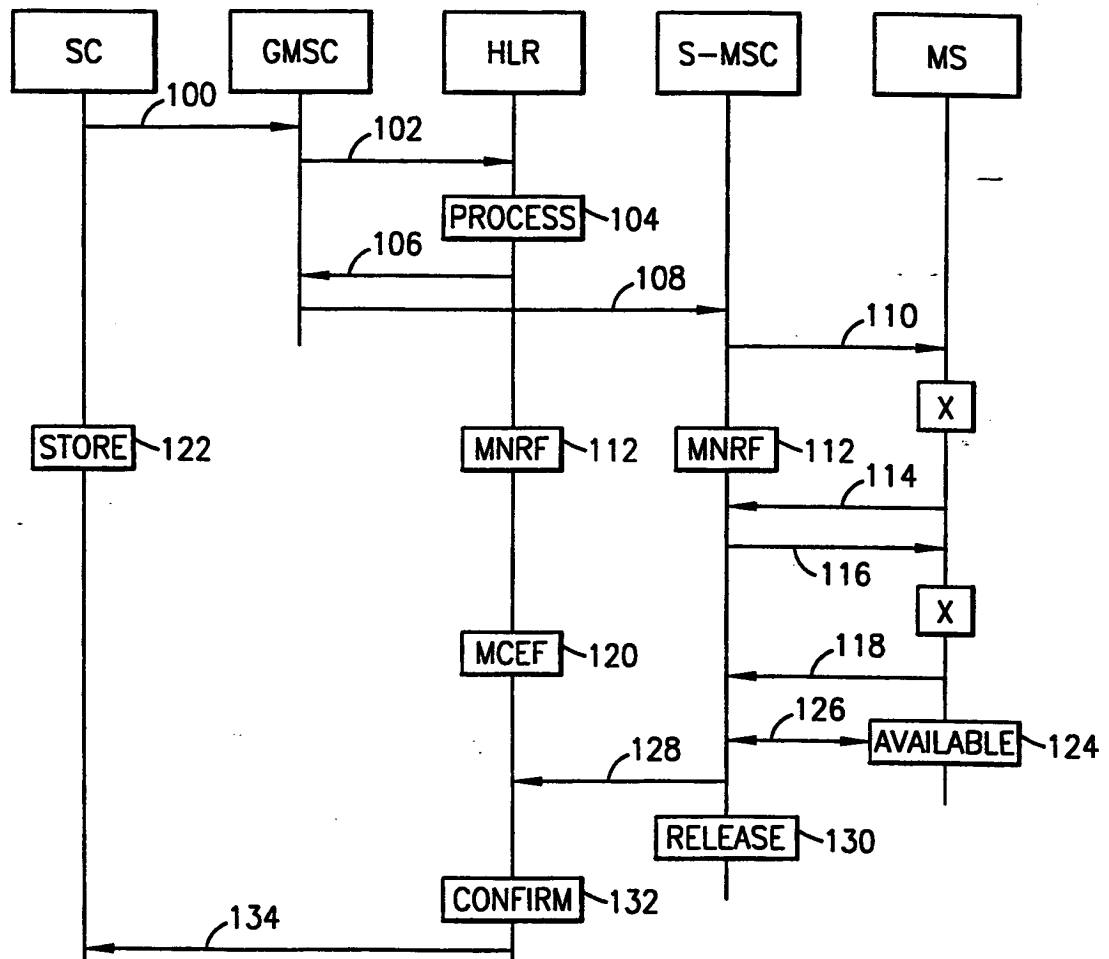 SC GMSC HLR S-MSC MS
100
102
PROCESS 104
106
108
110
X
STORE 122 MNRF 112 MNRF 112
114
116
X
MCEF 120
118
126
AVAILABLE 124
128
RELEASE 130
CONFIRM 132
134